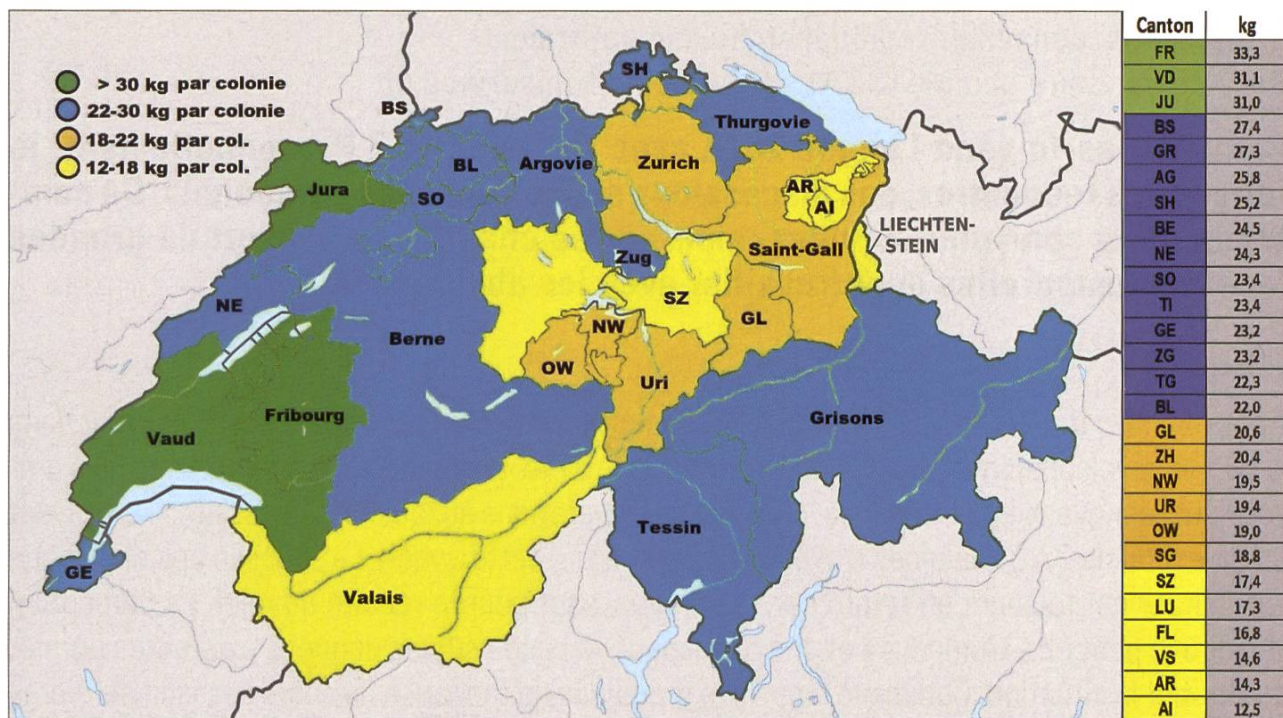 > 30 kg par colonie
22-30 kg par colonie
18-22 kg par col.
12-18 kg par col.
SH
BS
Thurgovie
BL
Argovie
Zurich
Jura
SO
AR
AI
LIECHTEN-
STEIN
Zug
Saint-Gall
NE
SZ
NW
GL
Berne
OW
Uri
Fribourg
Vaud
Grisons
Tessin
GE
Valais
Canton kg
FR 33,3
VD 31,1
JU 31,0
BS 27,4
GR 27,3
AG 25,8
SH 25,2
BE 24,5
NE 24,3
SO 23,4
TI 23,4
GE 23,2
ZG 23,2
TG 22,3
BL 22,0
GL 20,6
ZH 20,4
NW 19,5
UR 19,4
OW 19,0
SG 18,8
SZ 17,4
LU 17,3
FL 16,8
VS 14,6
AR 14,3
AI 12,5